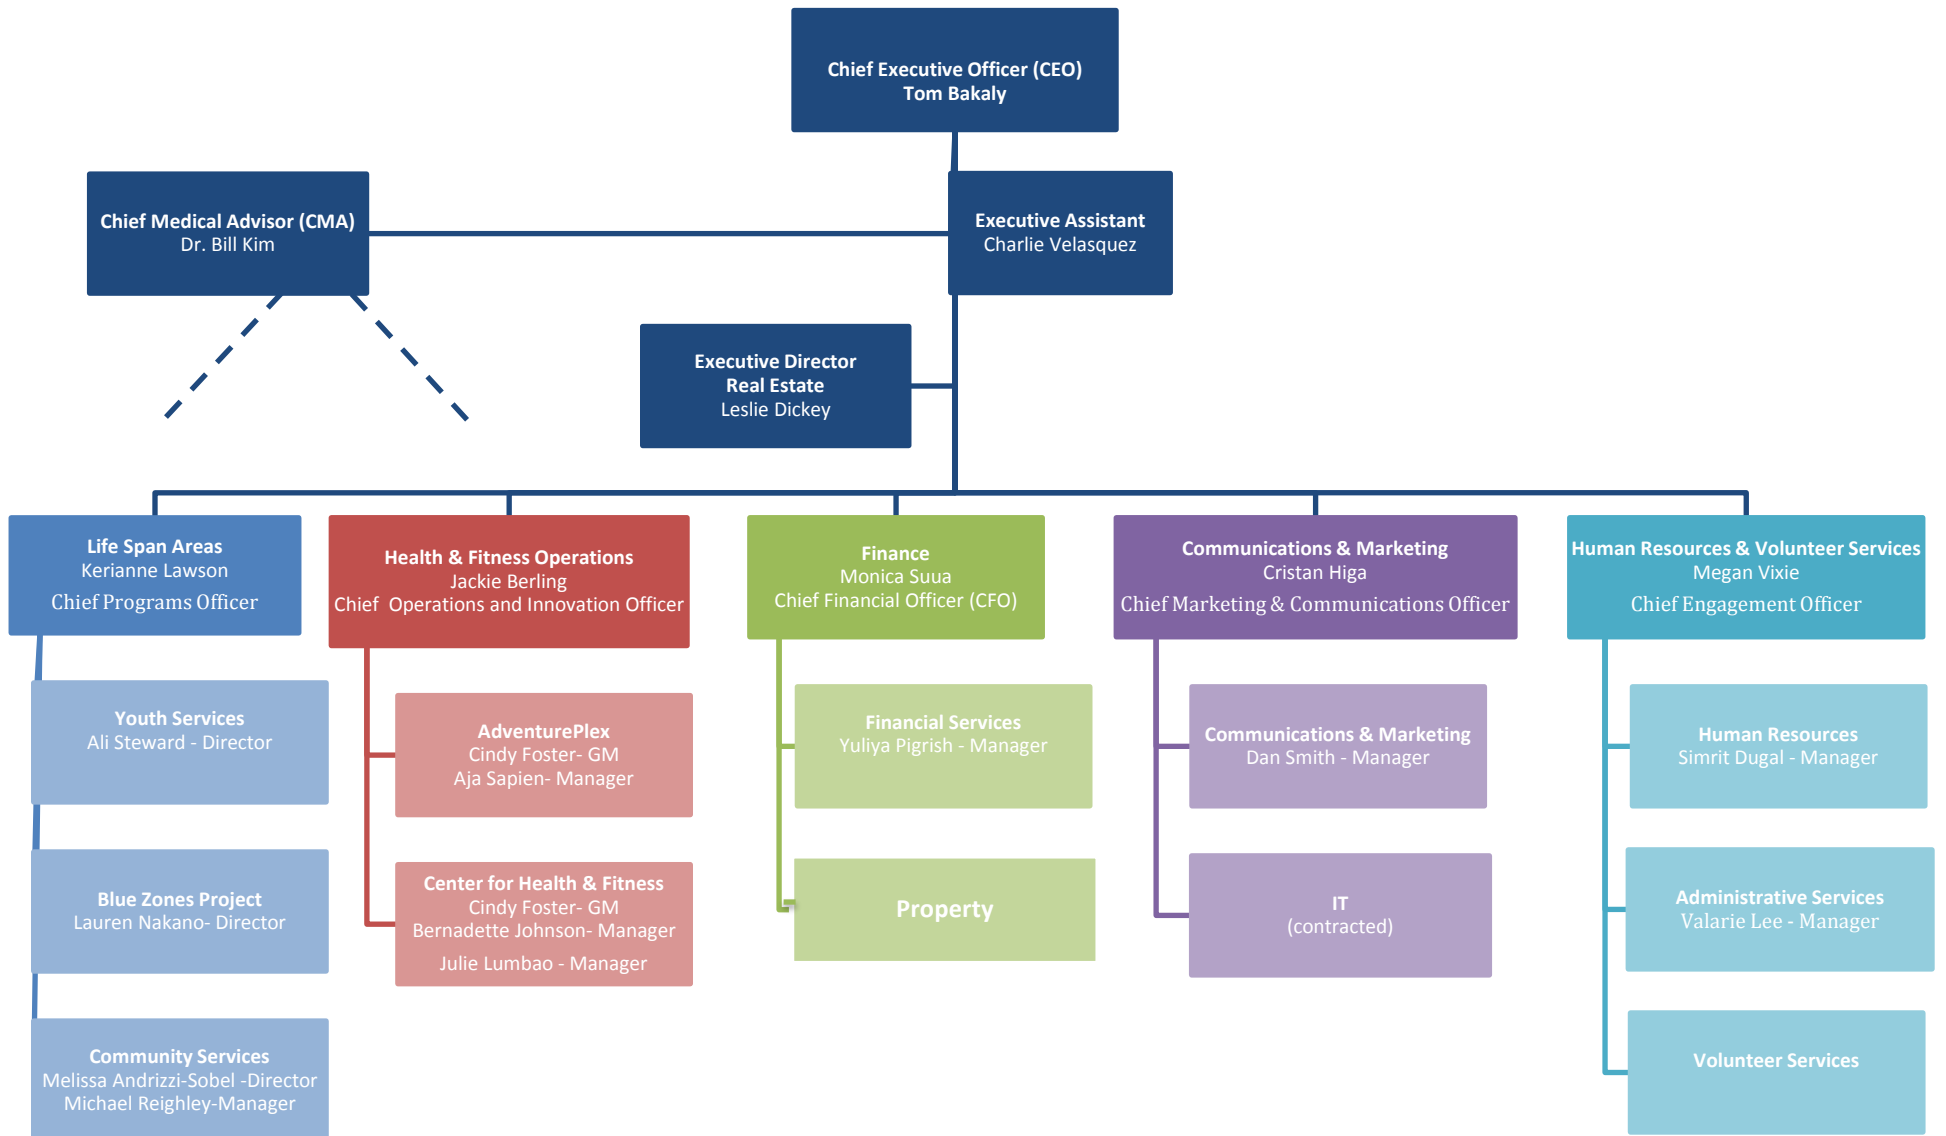 Chief Executive Officer (CEO)
Tom Bakaly
Chief Medical Advisor (CMA)
Dr. Bill Kim
Executive Assistant
Charlie Velasquez
Executive Director
Real Estate
Leslie Dickey
Life Span Areas
Kerianne Lawson
Chief Programs Officer
Health & Fitness Operations
Jackie Berling
Chief  Operations and Innovation Officer
Finance
Monica Suua
Chief Financial Officer (CFO)
Communications & Marketing
Cristan Higa
Chief Marketing & Communications Officer
Human Resources & Volunteer Services
Megan Vixie
Chief Engagement Officer
Youth Services
Ali Steward - Director
Blue Zones Project
Lauren Nakano- Director
Community Services
Melissa Andrizzi-Sobel -Director
Michael Reighley-Manager
AdventurePlex
Cindy Foster- GM
Aja Sapien- Manager
Center for Health & Fitness
Cindy Foster- GM
Bernadette Johnson- Manager
Julie Lumbao - Manager
Financial Services
Yuliya Pigrish - Manager
Property
Communications & Marketing
Dan Smith - Manager
IT
(contracted)
Human Resources
Simrit Dugal - Manager
Administrative Services
Valarie Lee - Manager
Volunteer Services